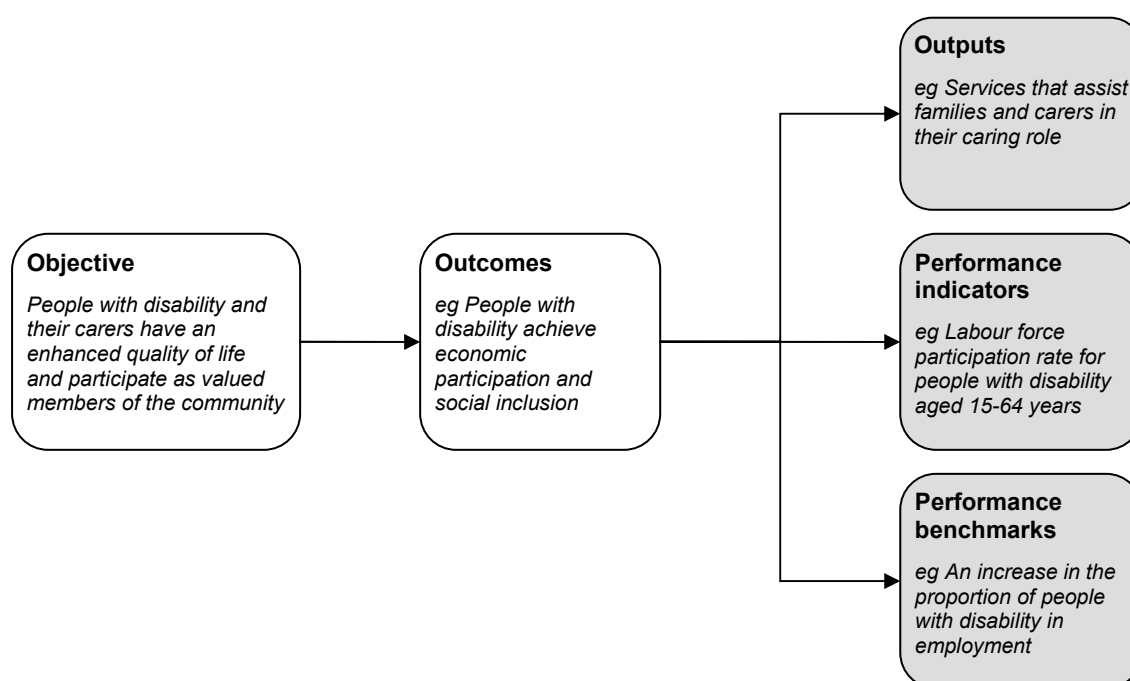 Objective
People with disability and
their carers have an
enhanced quality of life
and participate as valued
members of the community
Outcomes
eg People with
disability achieve
economic
participation and
social inclusion
Outputs
eg Services that assist
families and carers in
their caring role
Performance
indicators
eg Labour force
participation rate for
people with disability
aged 15-64 years
Performance
benchmarks
eg An increase in the
proportion of people
with disability in
employment